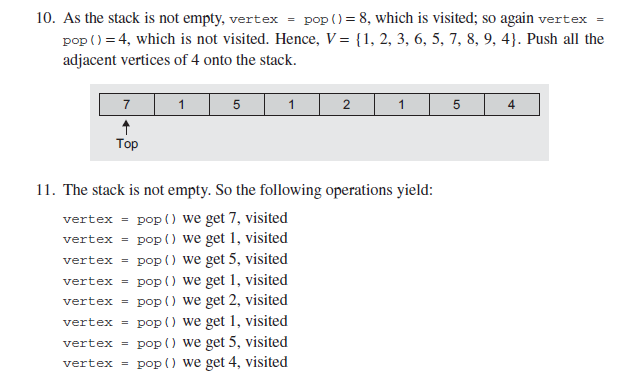 10. As the stack is not empty, vertex = pop()= 8, which is visited; so again vertex =
pop() = 4, which is not visited. Hence, V = {1, 2, 3, 6, 5, 7, 8, 9, 4}. Push all the
adjacent vertices of 4 onto the stack.
7 1 5 1 2 1 5 4
Top
11. The stack is not empty. So the following operations yield:
vertex = pop() we get 7, visited
vertex = pop() we get 1, visited
vertex = pop() we get 5, visited
vertex = pop() we get 1, visited
vertex = pop() we get 2, visited
vertex = pop() we get 1, visited
vertex = pop() we get 5, visited
vertex = pop() we get 4, visited